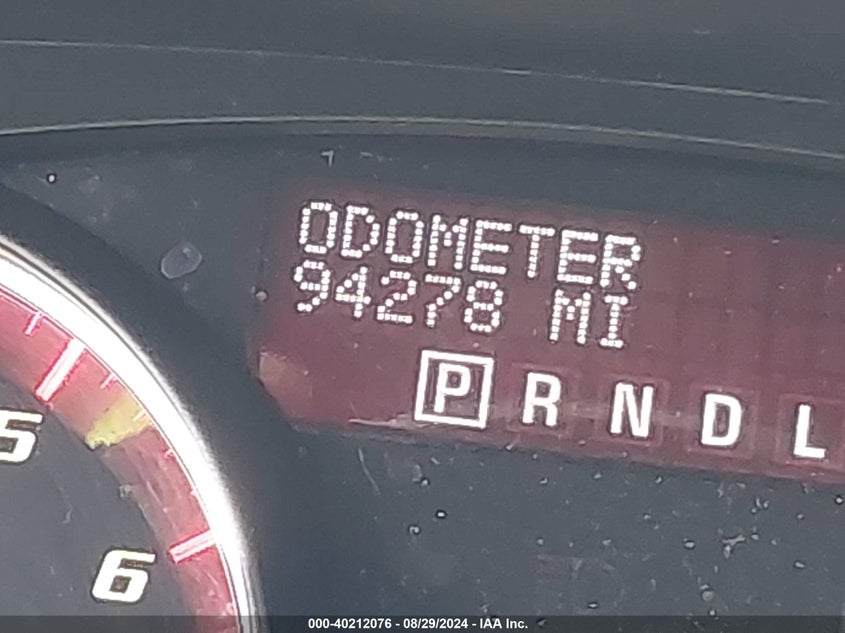 ODOMETER
94278 MI
P R N D L
5
6
000-40212076 - 08/29/2024 - IAA Inc.